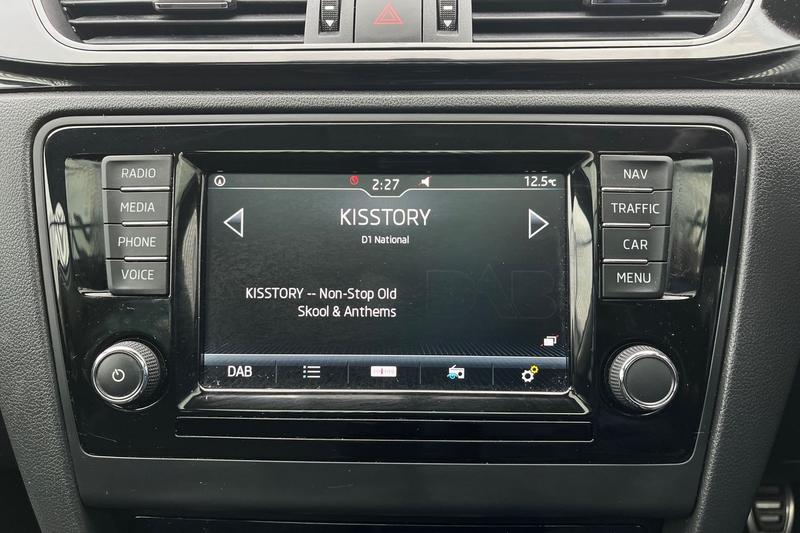 RADIO
MEDIA
PHONE
VOICE
2:27
12.5°C
KISSTORY
D1 National
KISSTORY -- Non-Stop Old
Skool & Anthems
DAB
DAB
NAV
TRAFFIC
CAR
MENU